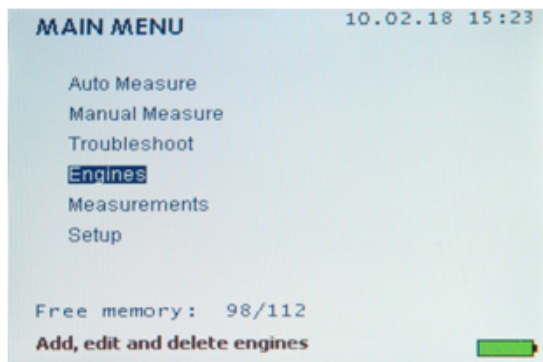 MAIN MENU 10.02.18 15:23
Auto Measure
Manual Measure
Troubleshoot
Engines
Measurements
Setup
Free memory: 98/112
Add, edit and delete engines